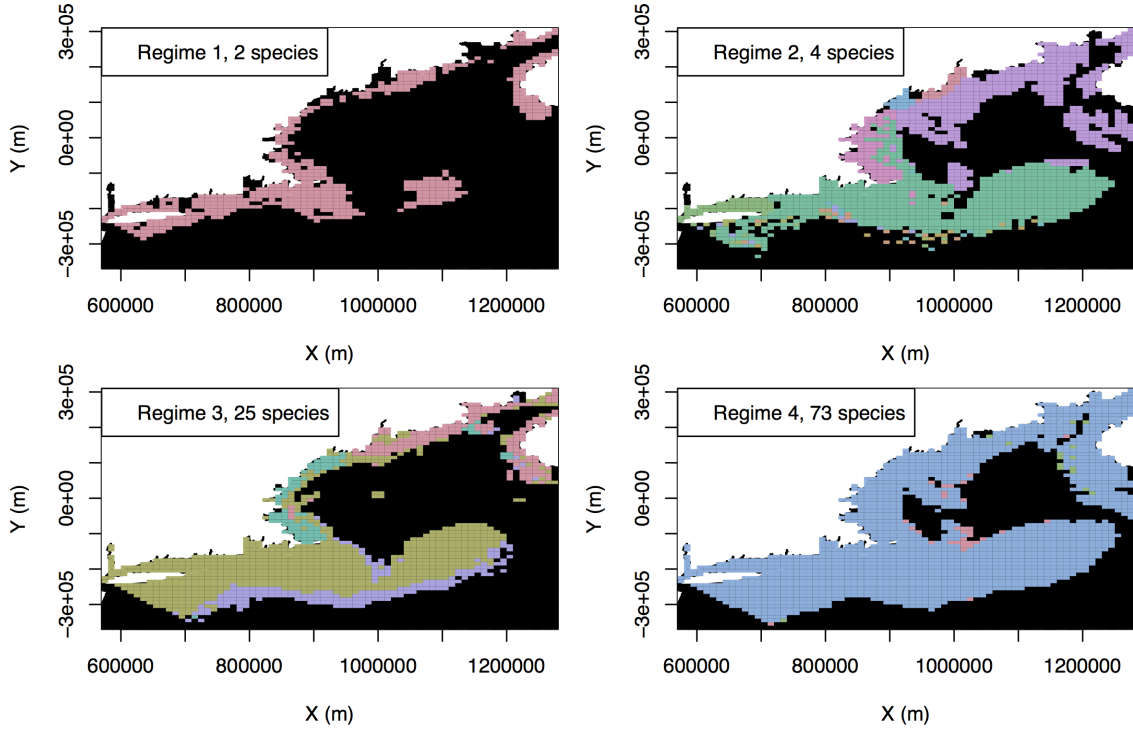 Regime 1, 2 species
Y (m)
3e+05
0e+00
−3e+05
600000 800000 1000000 1200000
X (m)
Regime 2, 4 species
Y (m)
3e+05
0e+00
−3e+05
600000 800000 1000000 1200000
X (m)
Regime 3, 25 species
Y (m)
3e+05
0e+00
−3e+05
600000 800000 1000000 1200000
X (m)
Regime 4, 73 species
Y (m)
3e+05
0e+00
−3e+05
600000 800000 1000000 1200000
X (m)